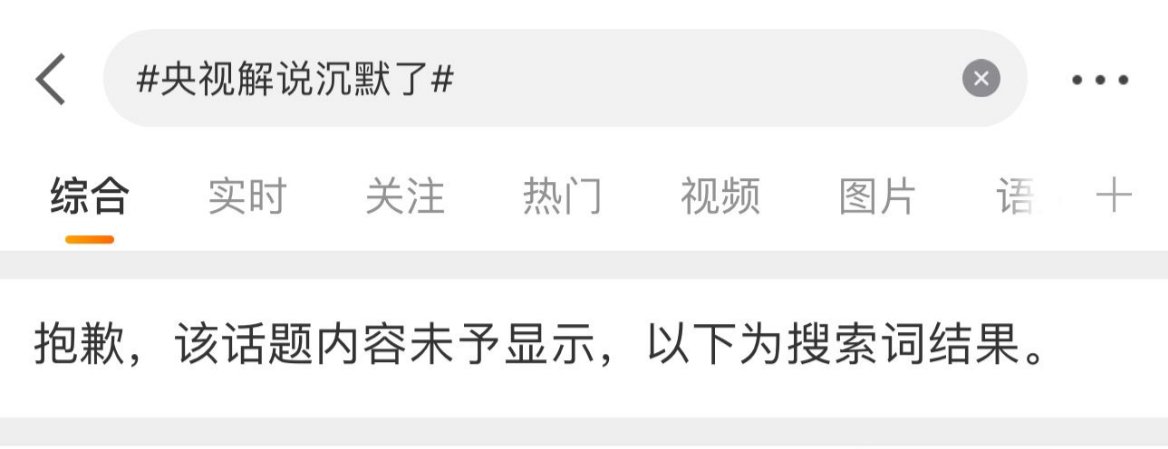 #央视解说沉默了#
综合 实时 关注 热门 视频 图片 语
抱歉，该话题内容未予显示，以下为搜索词结果。